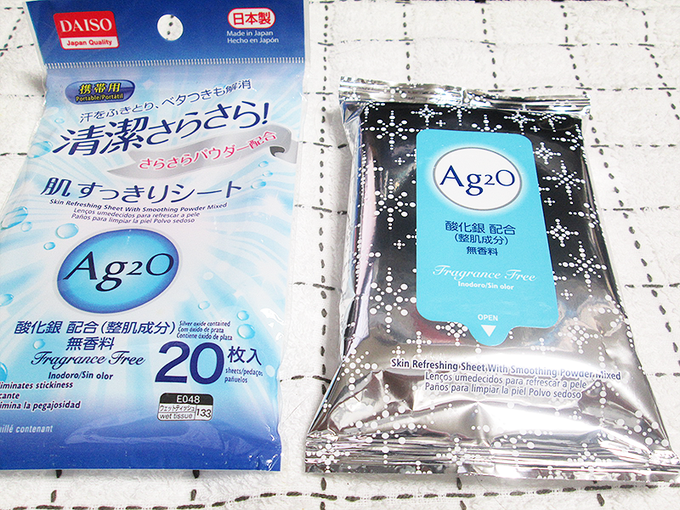 DAISO
Japan Quality
日本製
Made in Japan
Hecho en Japón
携帯用
Portable/Portátil
汗をふきとり、ベタつきも解消
清潔さらさら!
さらさらパウダー配合
肌すっきりシート
Skin Refreshing Sheet With Smoothing Powder Mixed
Lenços umedecidos para refrescar a pele
Paños para limpiar la piel Polvo sedoso
Ag2O
酸化銀 配合(整肌成分)
Silver oxide contained
Com óxido de prata
Contiene óxido de plata
無香料
Fragrance Free
Inodoro/Sin olor
20枚入
sheets/pedaços
pañuelos
E048
ウェットティッシュ
wet tissue
133
eliminates stickiness
limina la pegajosidad
contenant
Ag2O
酸化銀 配合
(整肌成分)
無香料
Fragrance Free
Inodoro/Sin olor
OPEN
Skin Refreshing Sheet With Smoothing Powder Mixed
Lenços umedecidos para refrescar a pele
Paños para limpiar la piel Polvo sedoso